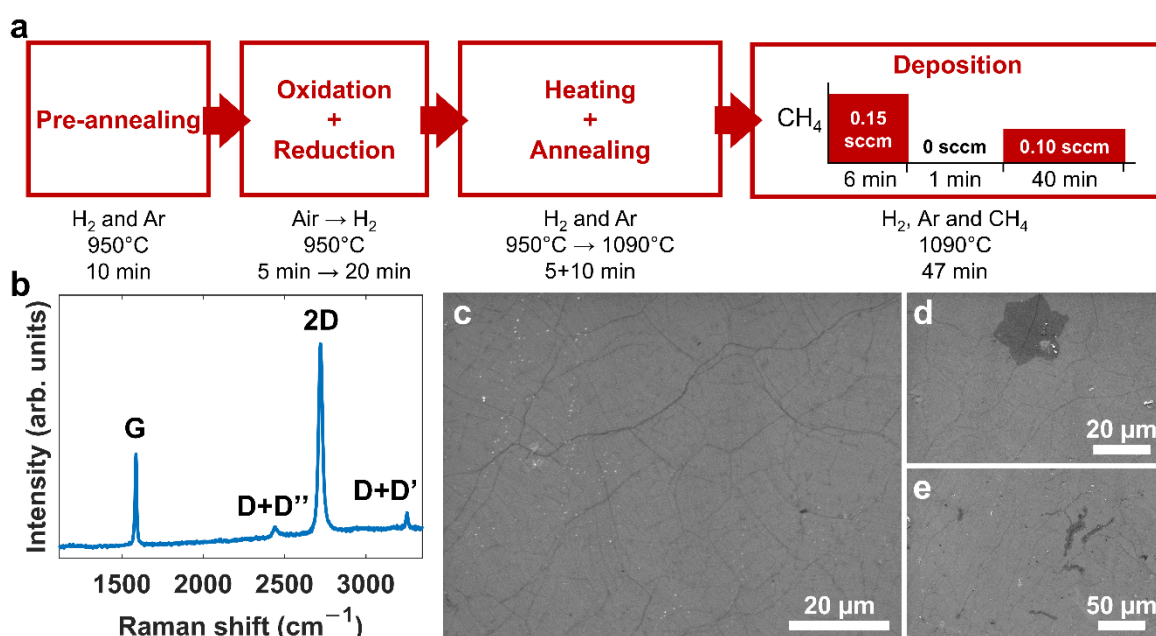 a
Pre-annealing
Oxidation
+
Reduction
Heating
+
Annealing
Deposition
CH₄
0.15
sccm
0 sccm
0.10 sccm
6 min
1 min
40 min
H₂ and Ar
950°C
10 min
Air → H₂
950°C
5 min → 20 min
H₂ and Ar
950°C → 1090°C
5+10 min
H₂, Ar and CH₄
1090°C
47 min
b
Intensity (arb. units)
G
D+D’’
2D
D+D’
1500
2000
2500
3000
Raman shift (cm⁻¹)
c
20 µm
d
20 µm
e
50 µm